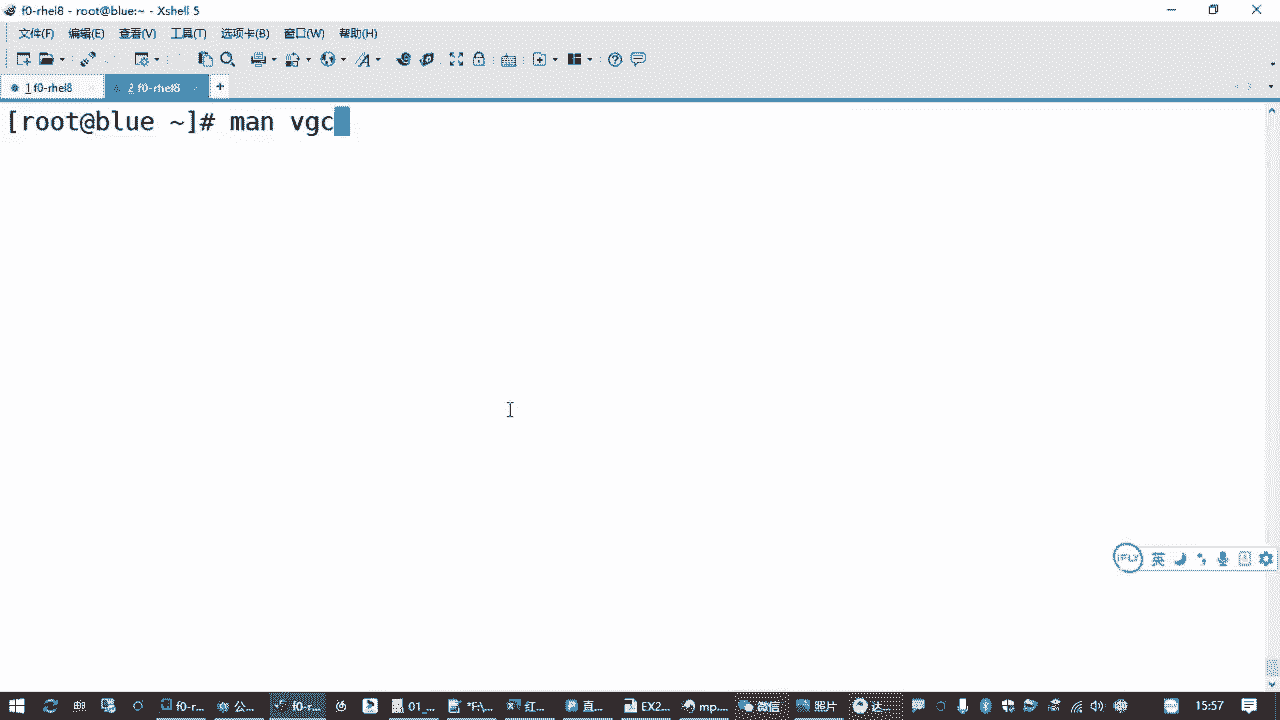 f0-rhel8 - root@blue:~ - Xshell 5
文件(F) 编辑(E) 查看(V) 工具(T) 选项卡(B) 窗口(W) 帮助(H)
1 f0-rhel8 2 f0-rhel8 +
[root@blue ~]# man vgc
iFLY 英
f0-r... 公... f0-r... 01_... *F\... 红... 直... EX2... mp... 微信 照片 达... 15:57